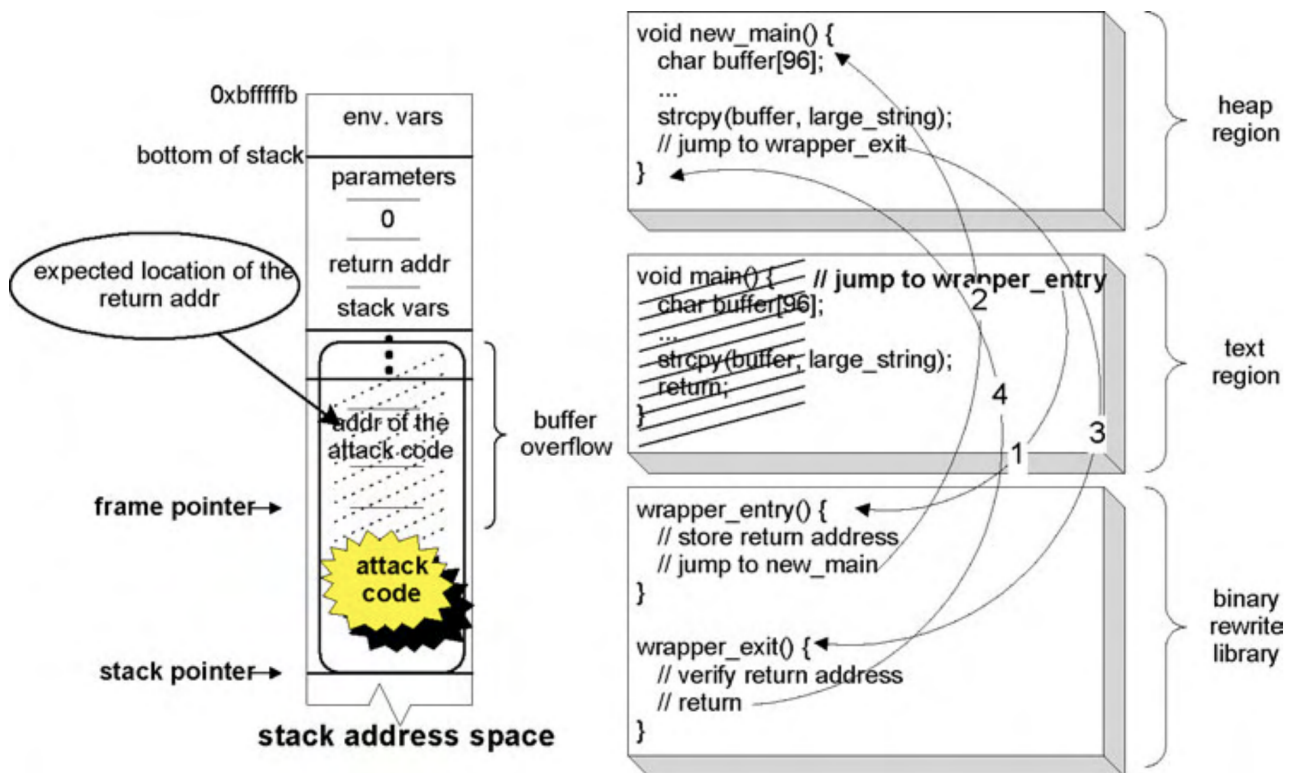 0xbfffffb
env. vars
bottom of stack
parameters
0
return addr
stack vars
expected location of the
return addr
addr of the
attack code
buffer
overflow
frame pointer
attack
code
stack pointer
stack address space
void new_main() {
char buffer[96];
...
strcpy(buffer, large_string);
// jump to wrapper_exit
}
heap
region
void main() { // jump to wrapper_entry
char buffer[96];
...
strcpy(buffer, large_string);
return;
}
text
region
2
4
3
1
wrapper_entry() {
// store return address
// jump to new_main
}
wrapper_exit() {
// verify return address
// return
}
binary
rewrite
library